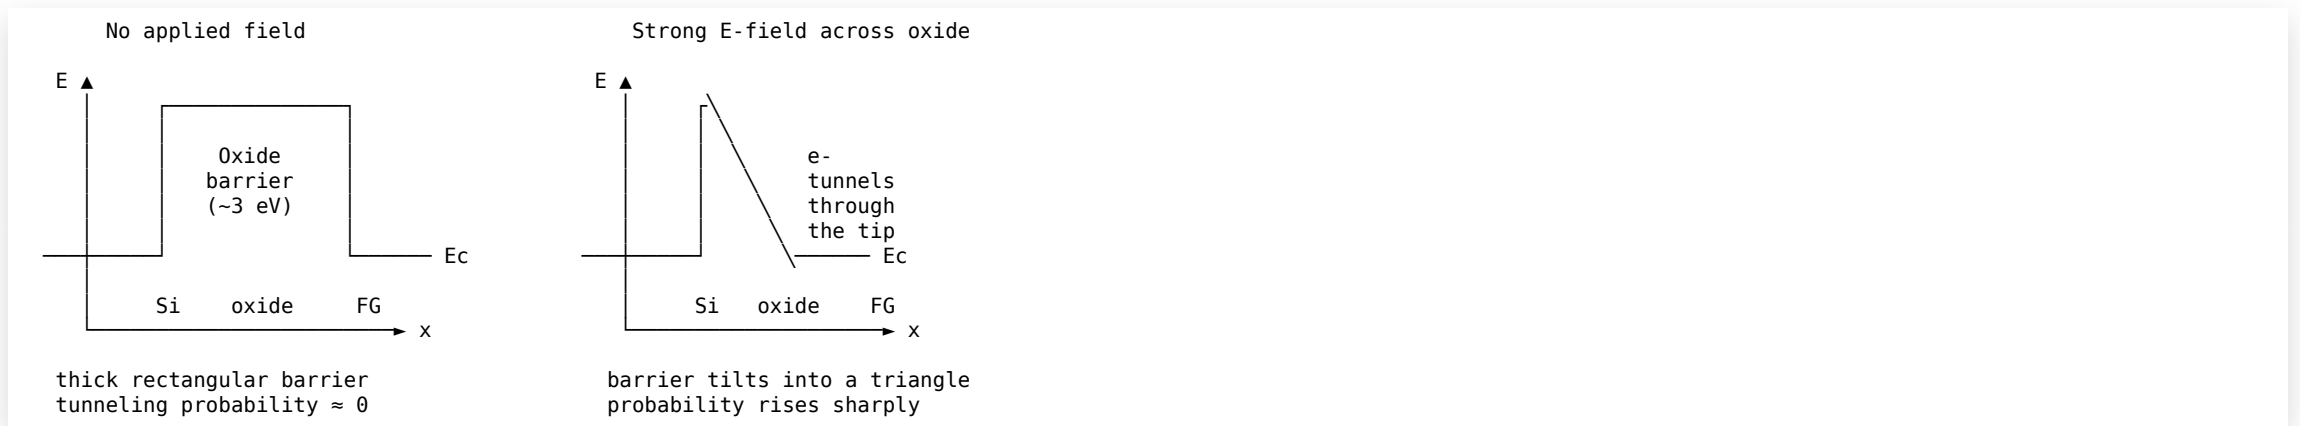 No applied field
Strong E-field across oxide
E ▲
E ▲
Oxide
barrier
(~3 eV)
e-
tunnels
through
the tip
Ec
Ec
Si oxide FG
Si oxide FG
x
x
thick rectangular barrier
tunneling probability ≈ 0
barrier tilts into a triangle
probability rises sharply